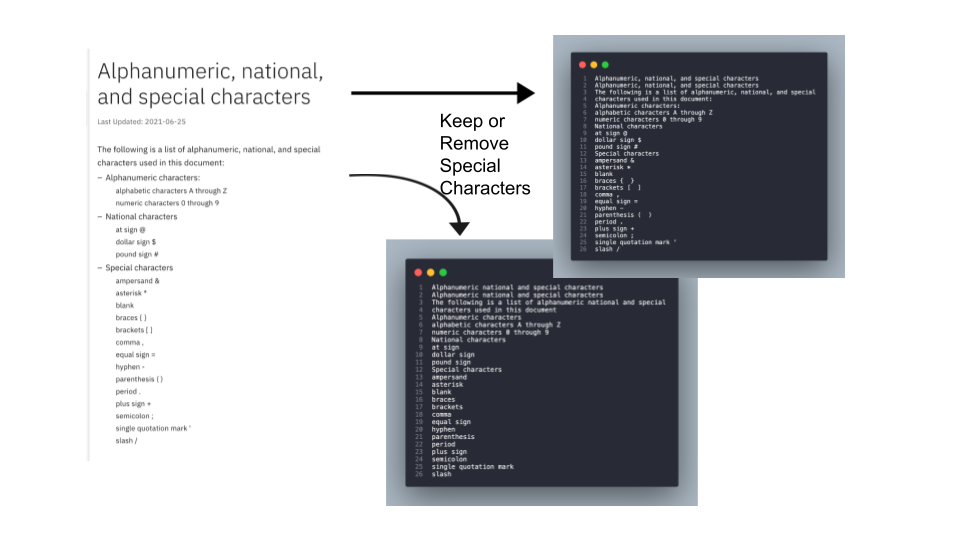 Alphanumeric, national,
and special characters
Last Updated: 2021-06-25
The following is a list of alphanumeric, national, and special
characters used in this document:
– Alphanumeric characters:
alphabetic characters A through Z
numeric characters 0 through 9
– National characters
at sign @
dollar sign $
pound sign #
– Special characters
ampersand &
asterisk *
blank
braces { }
brackets [ ]
comma ,
equal sign =
hyphen -
parenthesis ( )
period .
plus sign +
semicolon ;
single quotation mark '
slash /
Keep or
Remove
Special
Characters
1 Alphanumeric, national, and special characters
2 Alphanumeric, national, and special characters
3 The following is a list of alphanumeric, national, and special
4 characters used in this document:
5 Alphanumeric characters:
6 alphabetic characters A through Z
7 numeric characters 0 through 9
8 National characters
9 at sign @
10 dollar sign $
11 pound sign #
12 Special characters
13 ampersand &
14 asterisk *
15 blank
16 braces { }
17 brackets [ ]
18 comma ,
19 equal sign =
20 hyphen -
21 parenthesis ( )
22 period .
23 plus sign +
24 semicolon ;
25 single quotation mark '
26 slash /
1 Alphanumeric national and special characters
2 Alphanumeric national and special characters
3 The following is a list of alphanumeric national and special
4 characters used in this document
5 Alphanumeric characters
6 alphabetic characters A through Z
7 numeric characters 0 through 9
8 National characters
9 at sign
10 dollar sign
11 pound sign
12 Special characters
13 ampersand
14 asterisk
15 blank
16 braces
17 brackets
18 comma
19 equal sign
20 hyphen
21 parenthesis
22 period
23 plus sign
24 semicolon
25 single quotation mark
26 slash